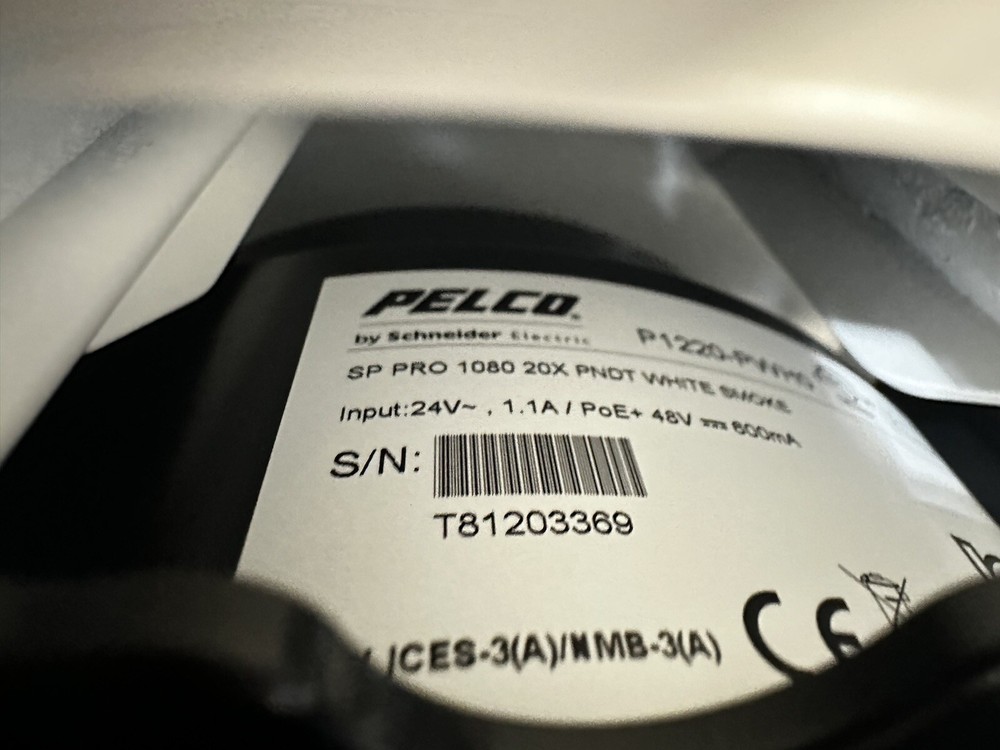 PELCO
by Schneider Electric
SP PRO 1080 20X PNDT WHITE SMOKE
Input:24V~ , 1.1A / PoE+ 48V ⎓ 600mA
S/N:
T81203369
ICES-3(A)/NMB-3(A)
CE